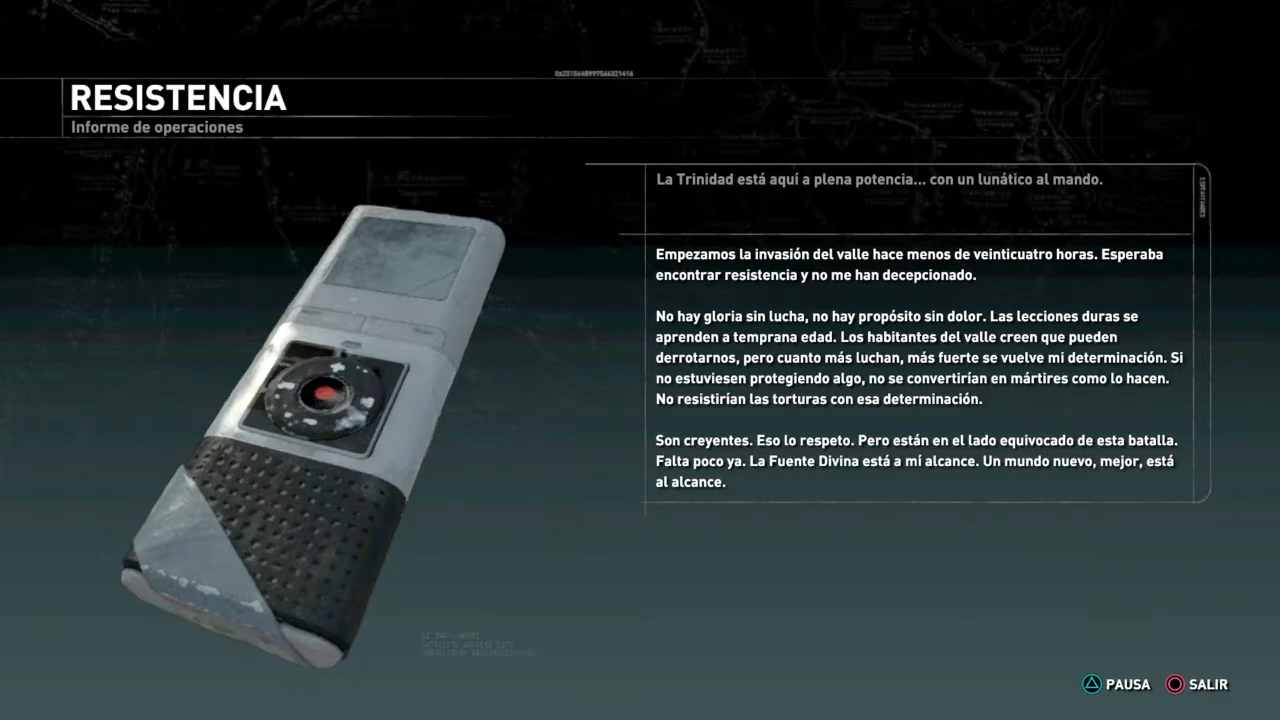 RESISTENCIA
Informe de operaciones
La Trinidad está aquí a plena potencia... con un lunático al mando.
Empezamos la invasión del valle hace menos de veinticuatro horas. Esperaba
encontrar resistencia y no me han decepcionado.
No hay gloria sin lucha, no hay propósito sin dolor. Las lecciones duras se
aprenden a temprana edad. Los habitantes del valle creen que pueden
derrotarnos, pero cuanto más luchan, más fuerte se vuelve mi determinación. Si
no estuviesen protegiendo algo, no se convertirían en mártires como lo hacen.
No resistirían las torturas con esa determinación.
Son creyentes. Eso lo respeto. Pero están en el lado equivocado de esta batalla.
Falta poco ya. La Fuente Divina está a mí alcance. Un mundo nuevo, mejor, está
al alcance.
PAUSA
SALIR